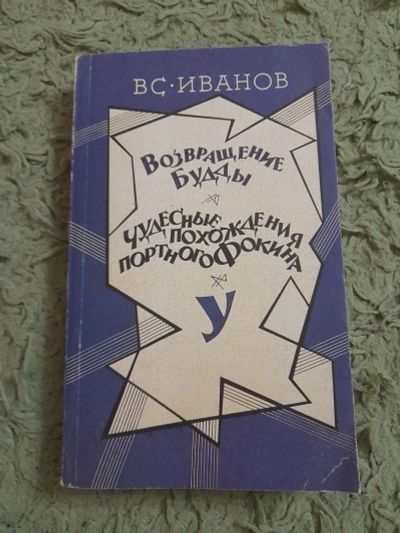 ВС·ИВАНОВ
ВОЗВРАЩЕНИЕ
БУДДЫ
ЧУДЕСНЫЕ
ПОХОЖДЕНИЯ
ПОРТНОГО ФОКИНА
У